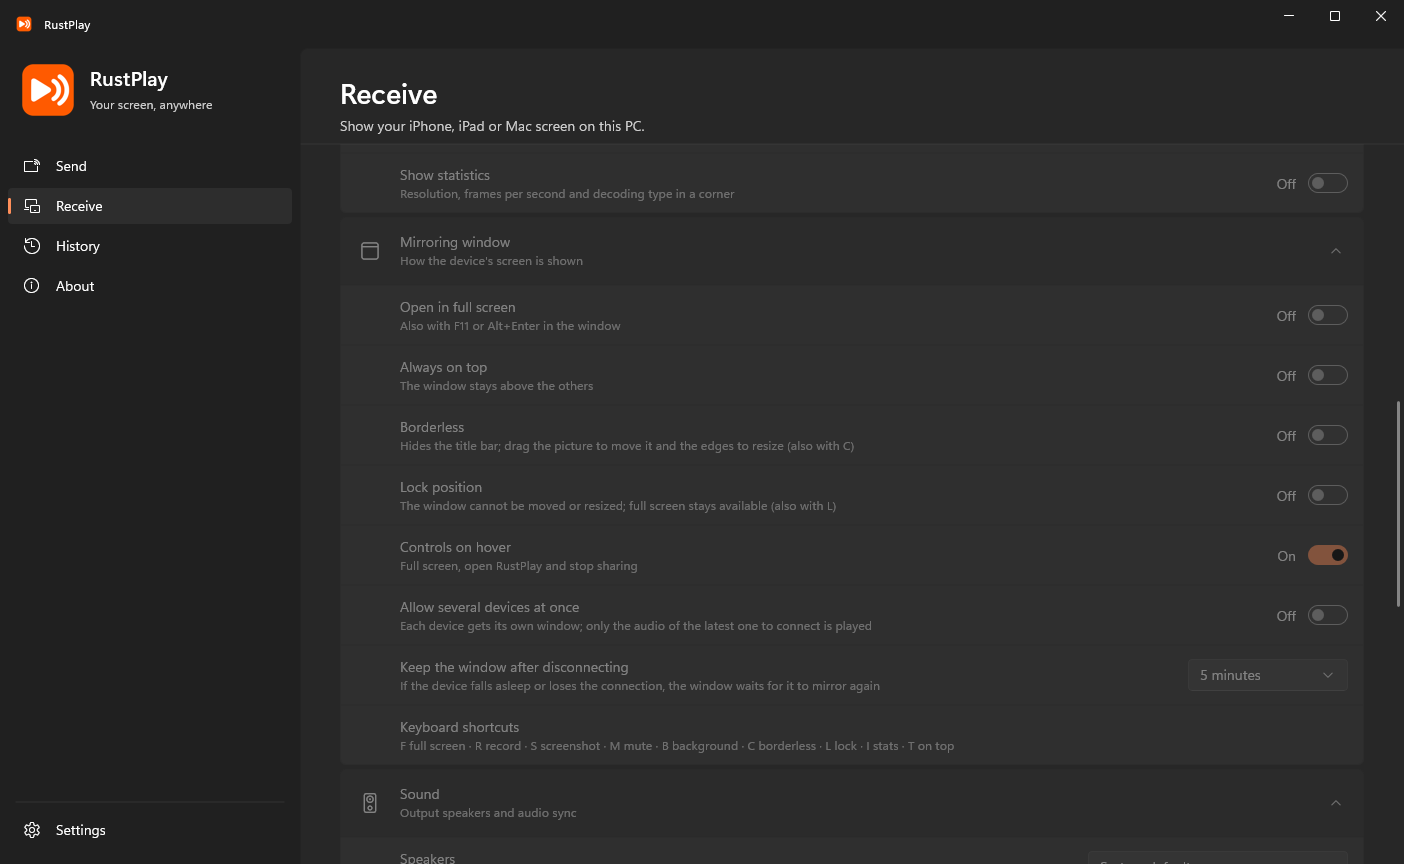 RustPlay
RustPlay
Your screen, anywhere
Send
Receive
History
About
Settings
Receive
Show your iPhone, iPad or Mac screen on this PC.
Show statistics
Resolution, frames per second and decoding type in a corner
Off
Mirroring window
How the device's screen is shown
Open in full screen
Also with F11 or Alt+Enter in the window
Off
Always on top
The window stays above the others
Off
Borderless
Hides the title bar; drag the picture to move it and the edges to resize (also with C)
Off
Lock position
The window cannot be moved or resized; full screen stays available (also with L)
Off
Controls on hover
Full screen, open RustPlay and stop sharing
On
Allow several devices at once
Each device gets its own window; only the audio of the latest one to connect is played
Off
Keep the window after disconnecting
If the device falls asleep or loses the connection, the window waits for it to mirror again
5 minutes
Keyboard shortcuts
F full screen · R record · S screenshot · M mute · B background · C borderless · L lock · I stats · T on top
Sound
Output speakers and audio sync
Speakers